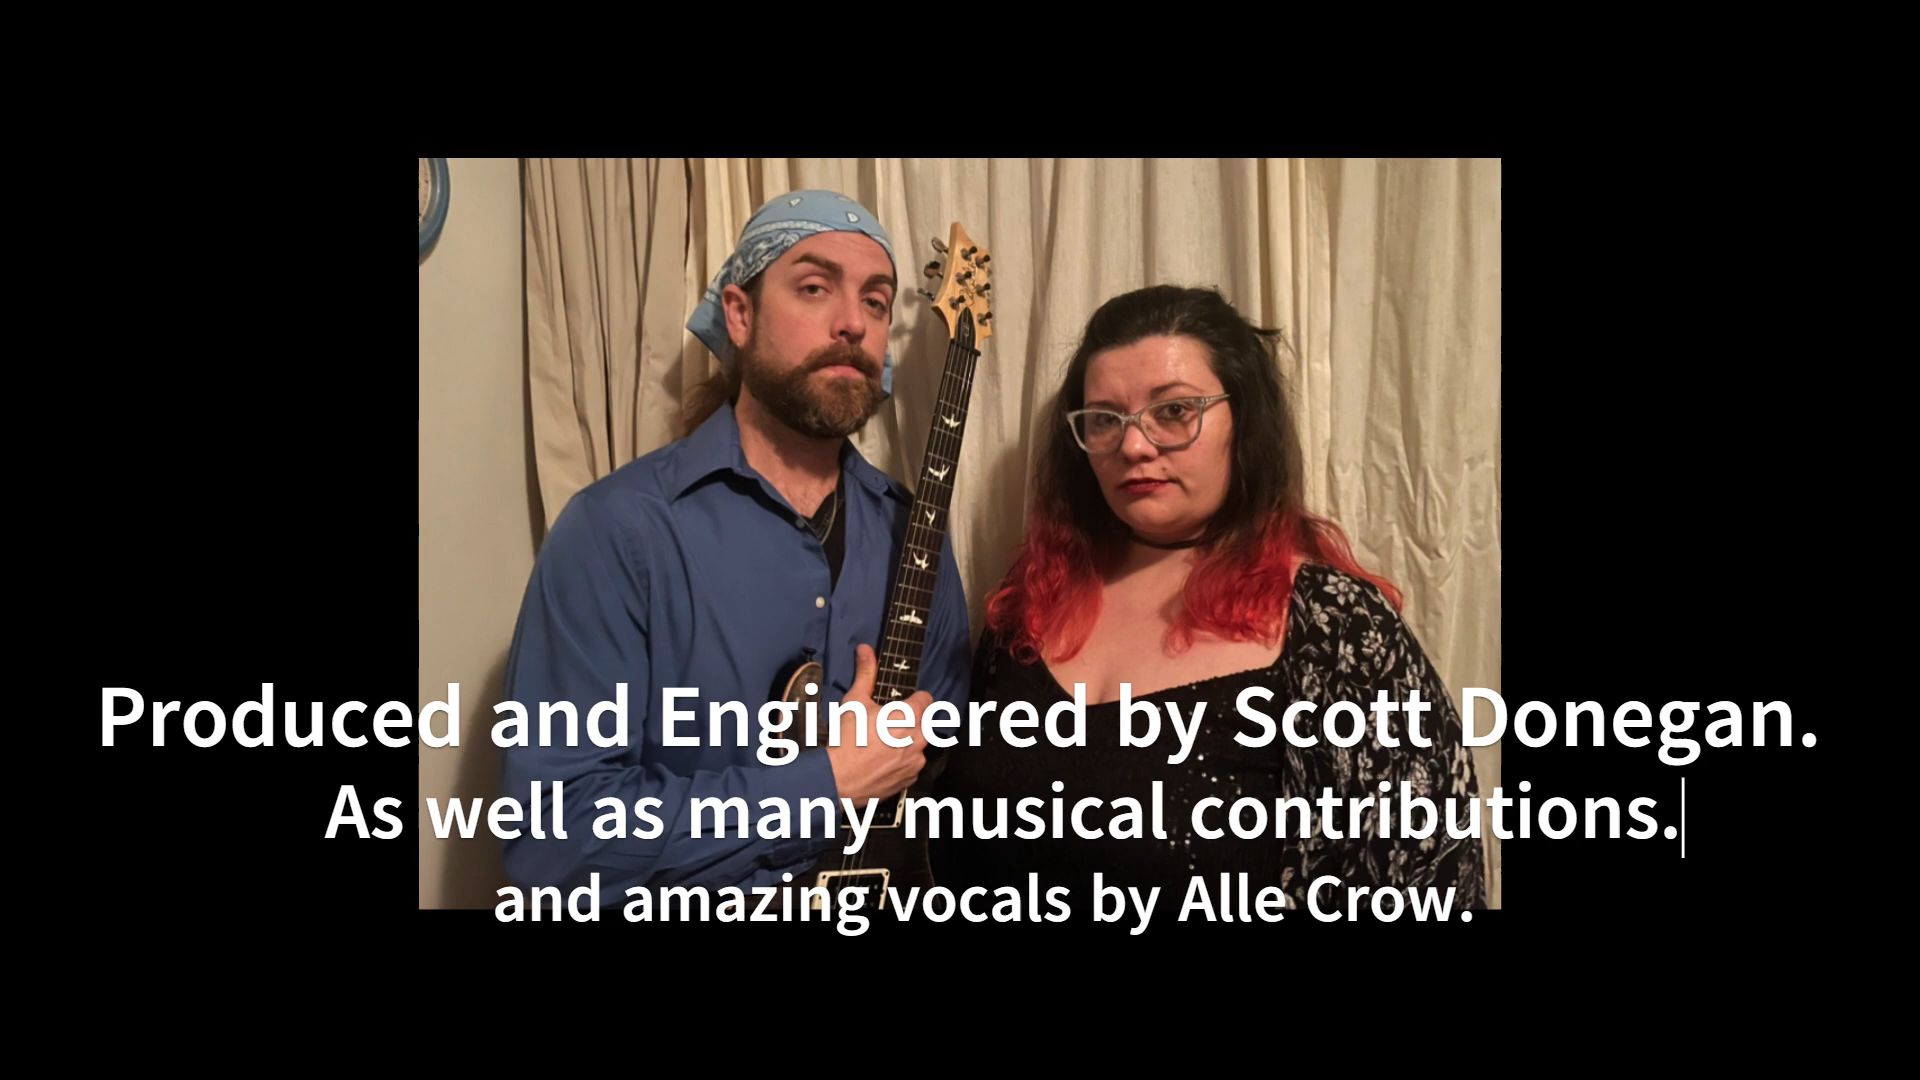 Produced and Engineered by Scott Donegan.
As well as many musical contributions.
and amazing vocals by Alle Crow.